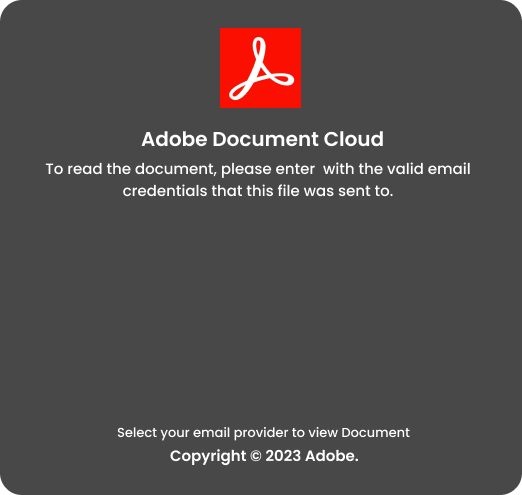 Adobe Document Cloud
To read the document, please enter  with the valid email
credentials that this file was sent to.
Select your email provider to view Document
Copyright © 2023 Adobe.